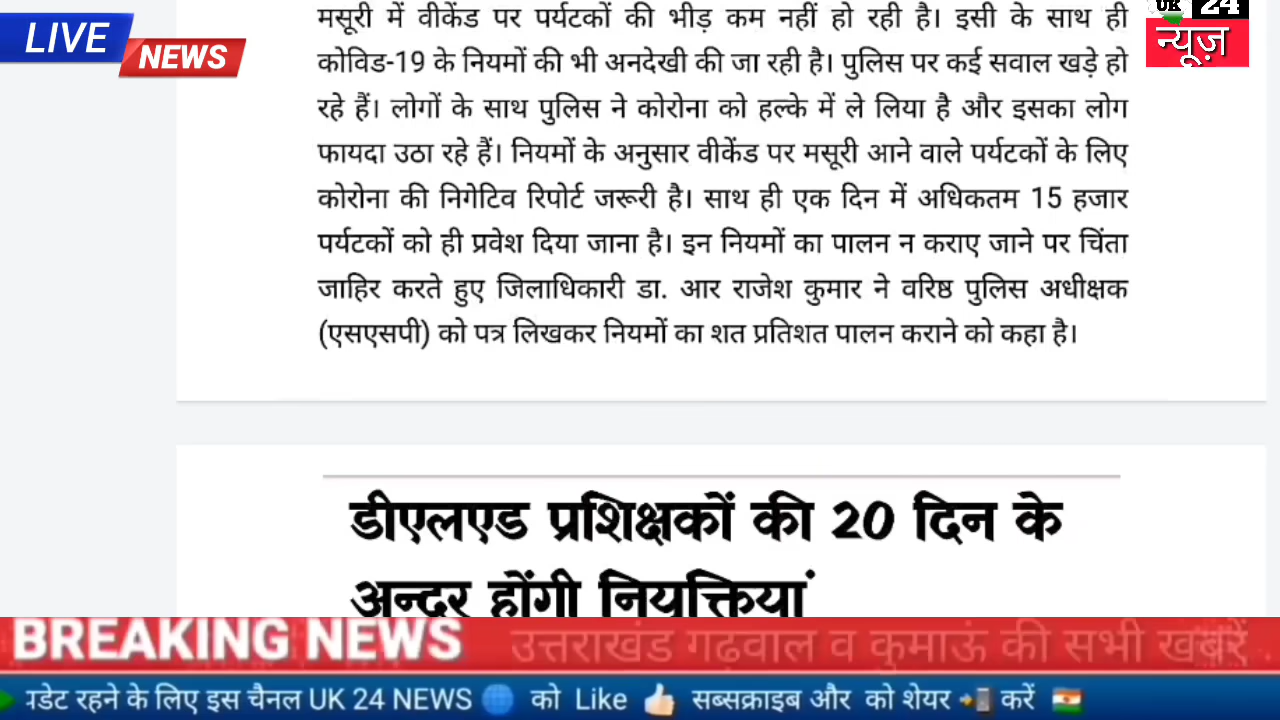 LIVE
NEWS
UK 24
न्यूज़
मसूरी में वीकेंड पर पर्यटकों की भीड़ कम नहीं हो रही है। इसी के साथ ही
कोविड-19 के नियमों की भी अनदेखी की जा रही है। पुलिस पर कई सवाल खड़े हो
रहे हैं। लोगों के साथ पुलिस ने कोरोना को हल्के में ले लिया है और इसका लोग
फायदा उठा रहे हैं। नियमों के अनुसार वीकेंड पर मसूरी आने वाले पर्यटकों के लिए
कोरोना की निगेटिव रिपोर्ट जरूरी है। साथ ही एक दिन में अधिकतम 15 हजार
पर्यटकों को ही प्रवेश दिया जाना है। इन नियमों का पालन न कराए जाने पर चिंता
जाहिर करते हुए जिलाधिकारी डा. आर राजेश कुमार ने वरिष्ठ पुलिस अधीक्षक
(एसएसपी) को पत्र लिखकर नियमों का शत प्रतिशत पालन कराने को कहा है।
डीएलएड प्रशिक्षकों की 20 दिन के
अन्दर होंगी नियुक्तियां
BREAKING NEWS उत्तराखंड गढ़वाल व कुमाऊं की सभी खबरें
डेट रहने के लिए इस चैनल UK 24 NEWS 🌐 को Like 👍🏻 सब्सक्राइब और को शेयर 📲 करें 🇮🇳